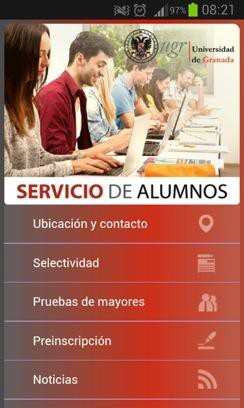 97% 08:21
ugr Universidad
de Granada
SERVICIO DE ALUMNOS
Ubicación y contacto
Selectividad
Pruebas de mayores
Preinscripción
Noticias